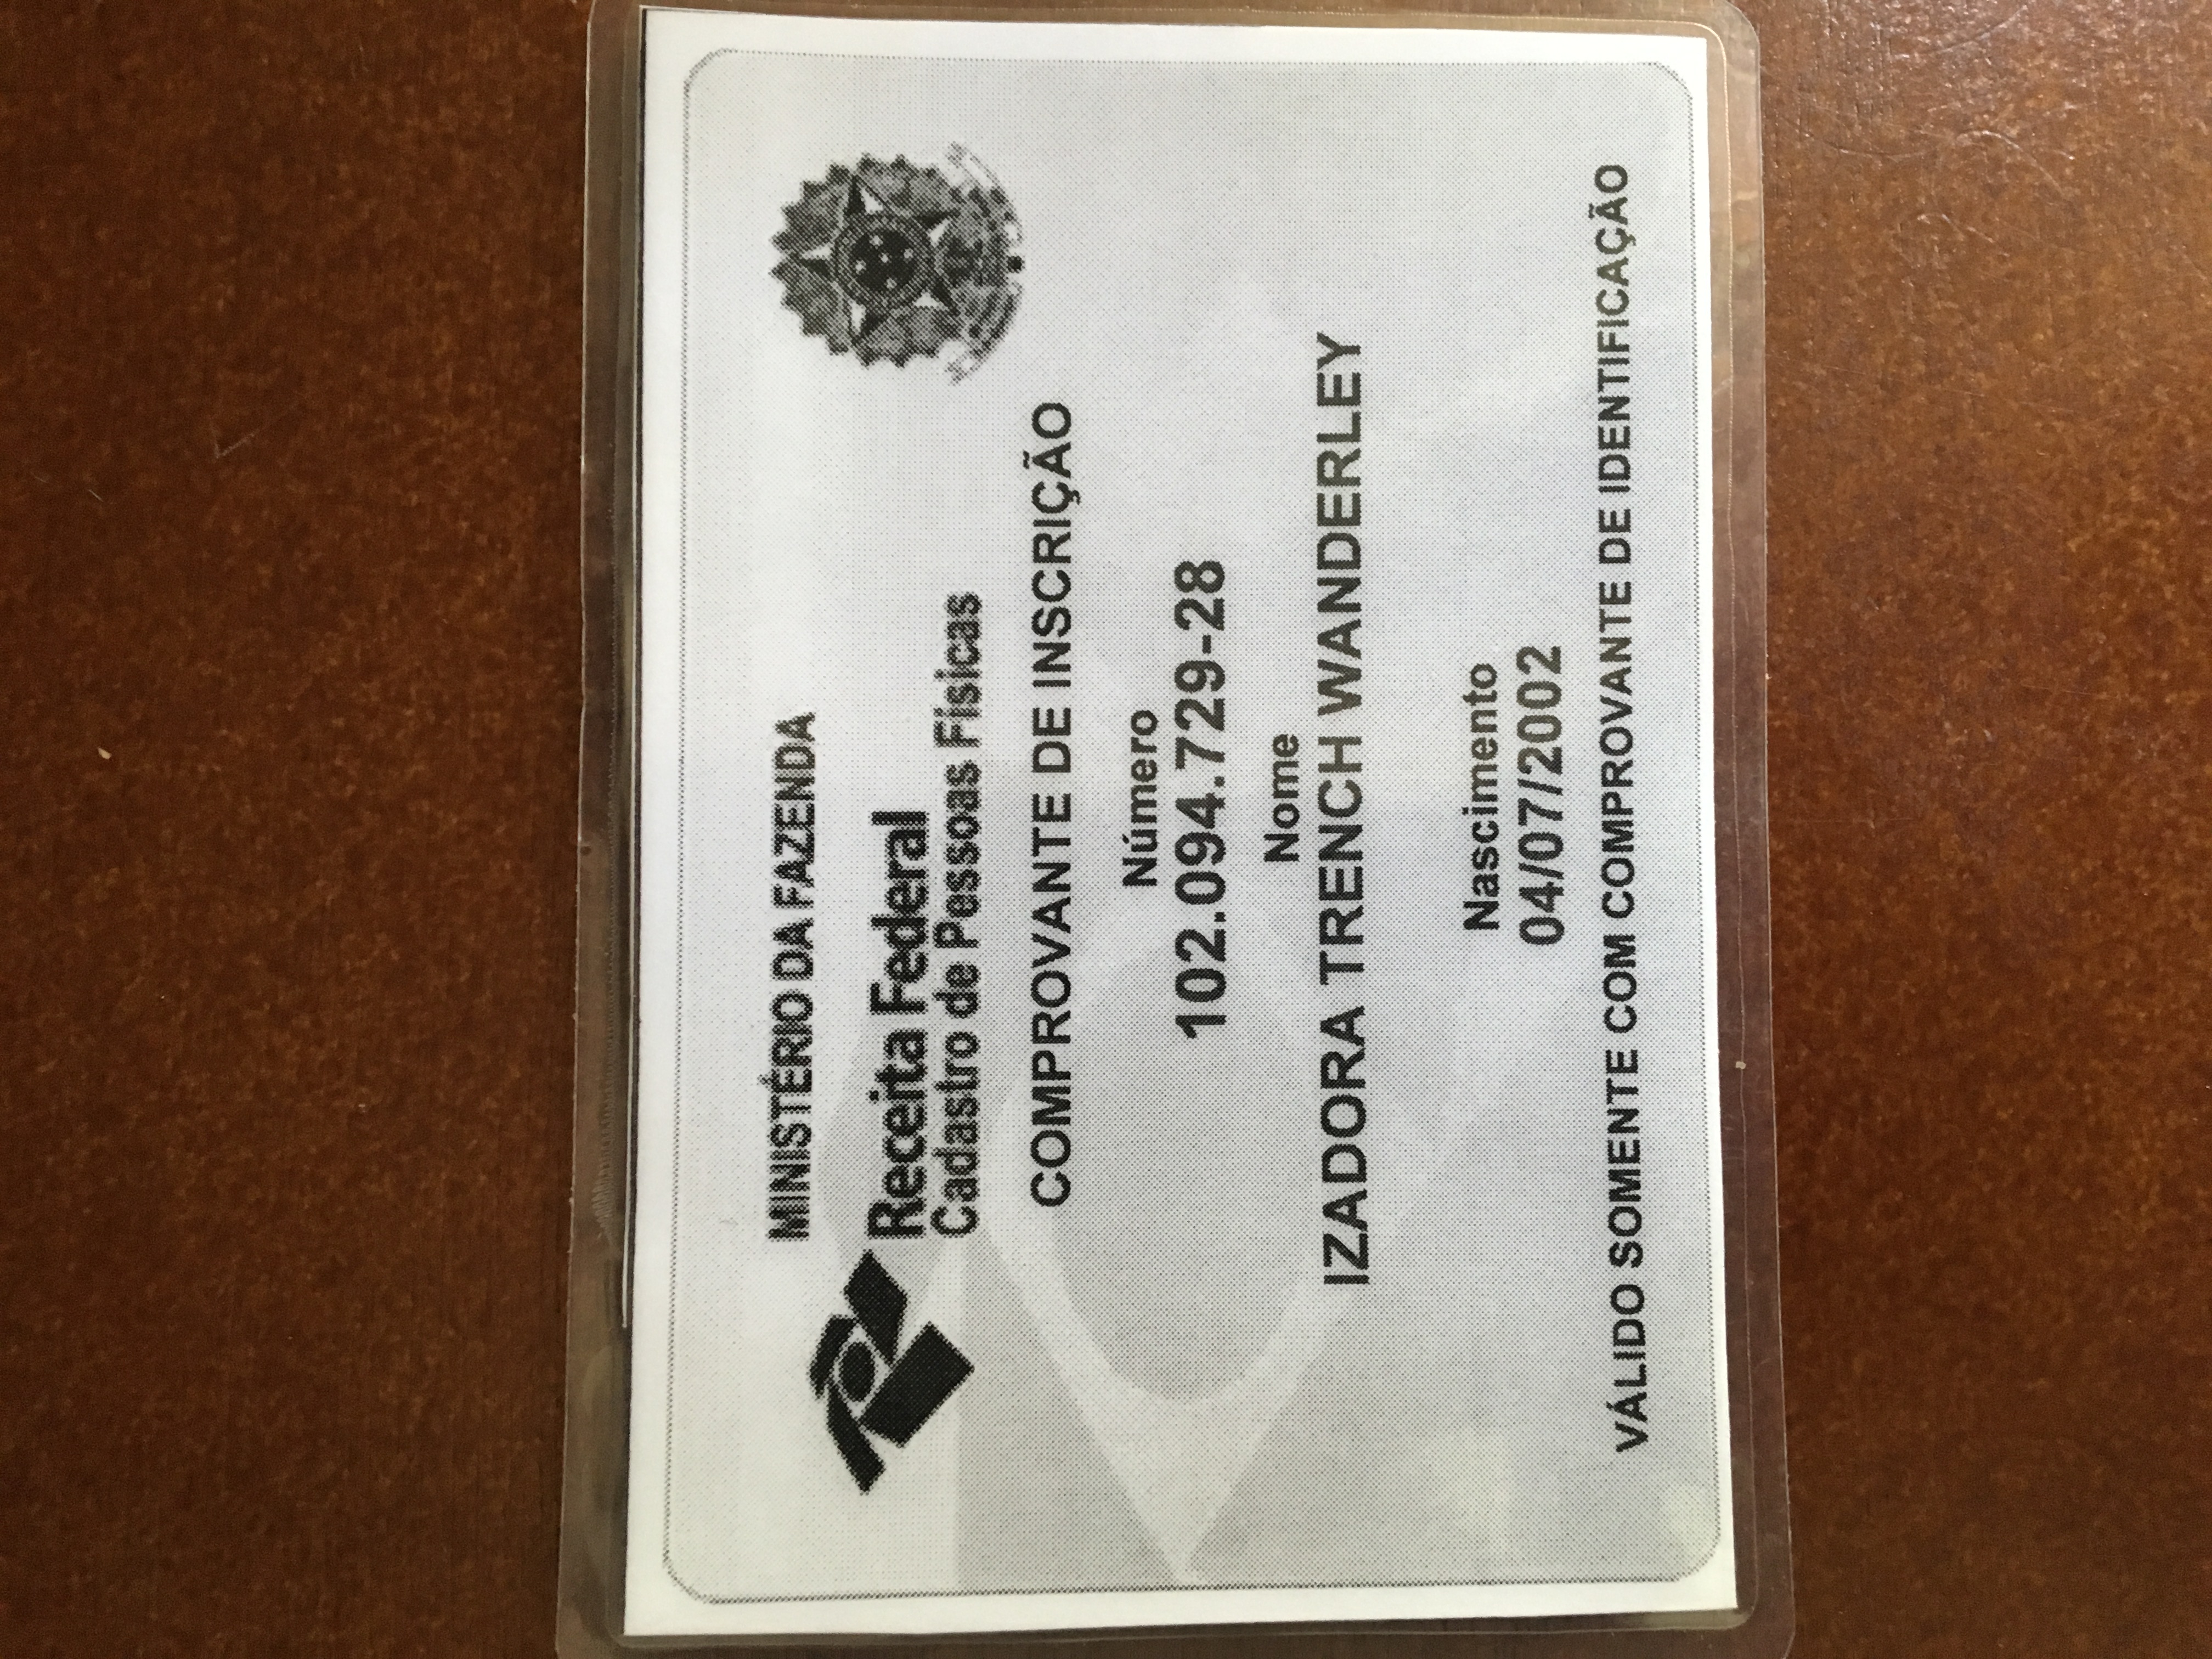 MINISTÉRIO DA FAZENDA
Receita Federal
Cadastro de Pessoas Físicas
COMPROVANTE DE INSCRIÇÃO
Número
102.094.729-28
Nome
IZADORA TRENCH WANDERLEY
Nascimento
04/07/2002
VÁLIDO SOMENTE COM COMPROVANTE DE IDENTIFICAÇÃO